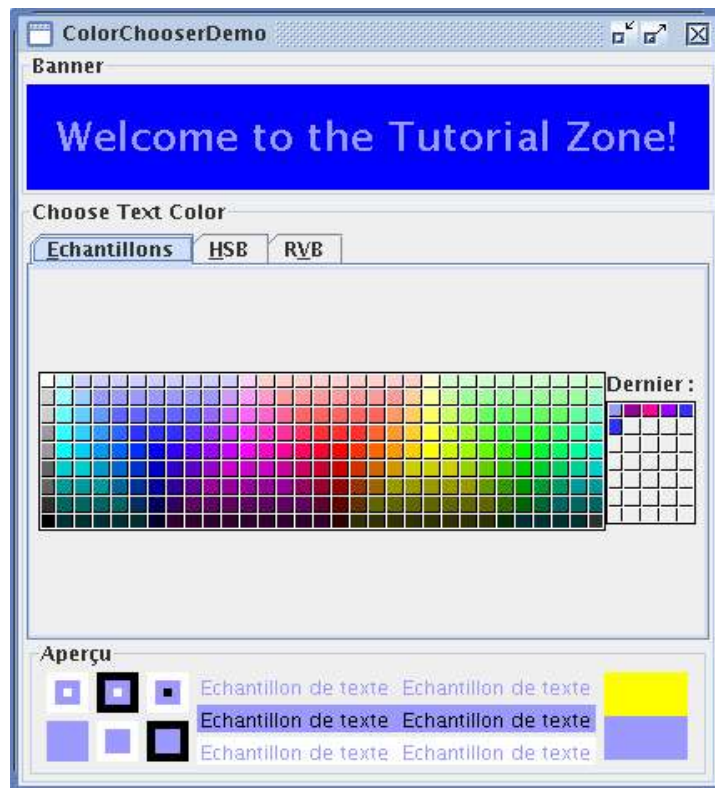 ColorChooserDemo
Banner
Welcome to the Tutorial Zone!
Choose Text Color
Echantillons HSB RVB
Dernier :
Aperçu
Echantillon de texte Echantillon de texte
Echantillon de texte Echantillon de texte
Echantillon de texte Echantillon de texte